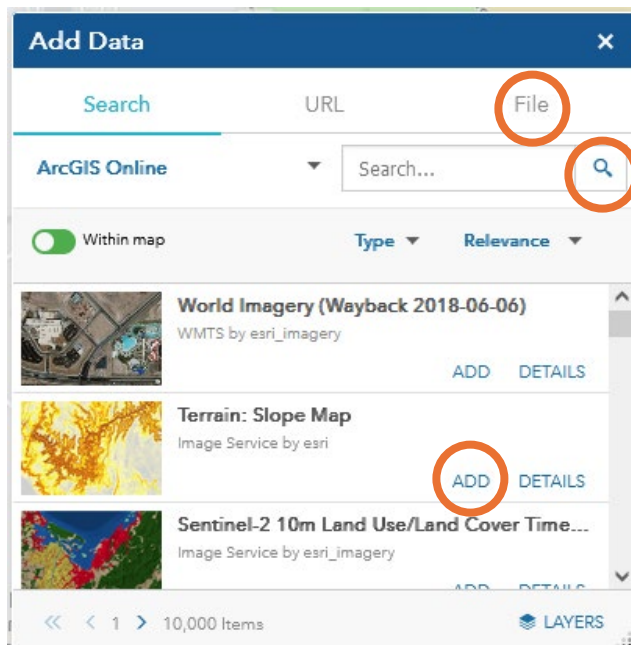 Add Data ×
Search URL File
ArcGIS Online Search...
Within map Type Relevance
World Imagery (Wayback 2018-06-06)
WMTS by esri_imagery
ADD DETAILS
Terrain: Slope Map
Image Service by esri
ADD DETAILS
Sentinel-2 10m Land Use/Land Cover Time...
Image Service by esri_imagery
ADD DETAILS
1 10,000 Items LAYERS